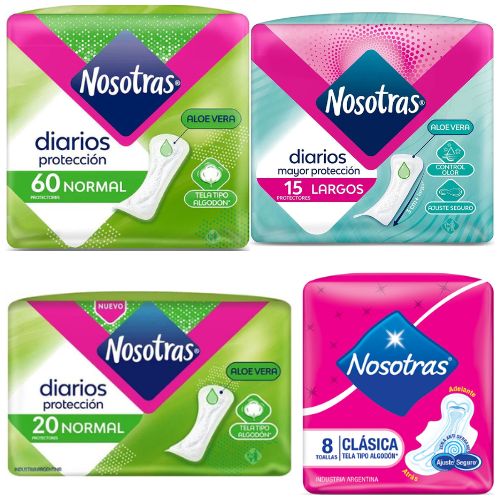 Nosotras®
ALOE VERA
diarios
protección
60 NORMAL
PROTECTORES
TELA TIPO
ALGODÓN*
Nosotras®
ALOE VERA
diarios
mayor protección
15 LARGOS
PROTECTORES
CONTROL
OLOR
AJUSTE SEGURO
NUEVO
Nosotras®
ALOE VERA
diarios
protección
20 NORMAL
PROTECTORES
TELA TIPO
ALGODÓN*
INDUSTRIA ARGENTINA
Nosotras®
Adelante
8
TOALLAS
CLÁSICA
TELA TIPO ALGODÓN*
Ajuste Seguro
Atrás
INDUSTRIA ARGENTINA